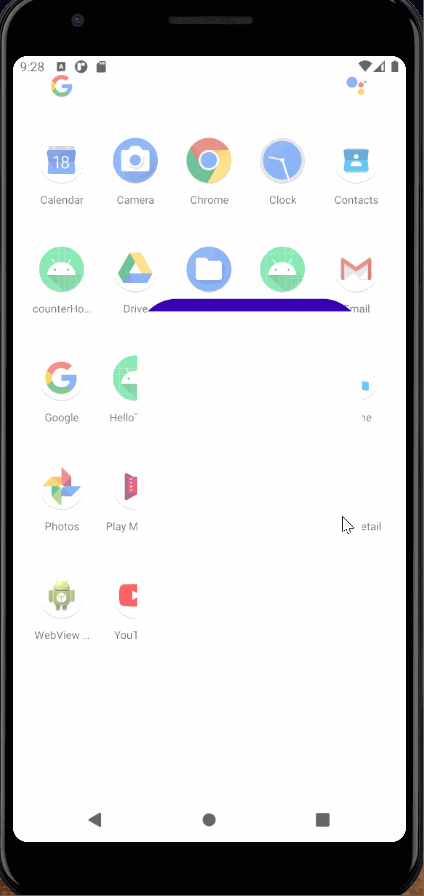 9:28
18
Calendar Camera Chrome Clock Contacts
counterHo... Drive mail
Google Hello
Photos Play M etail
WebView ... YouT